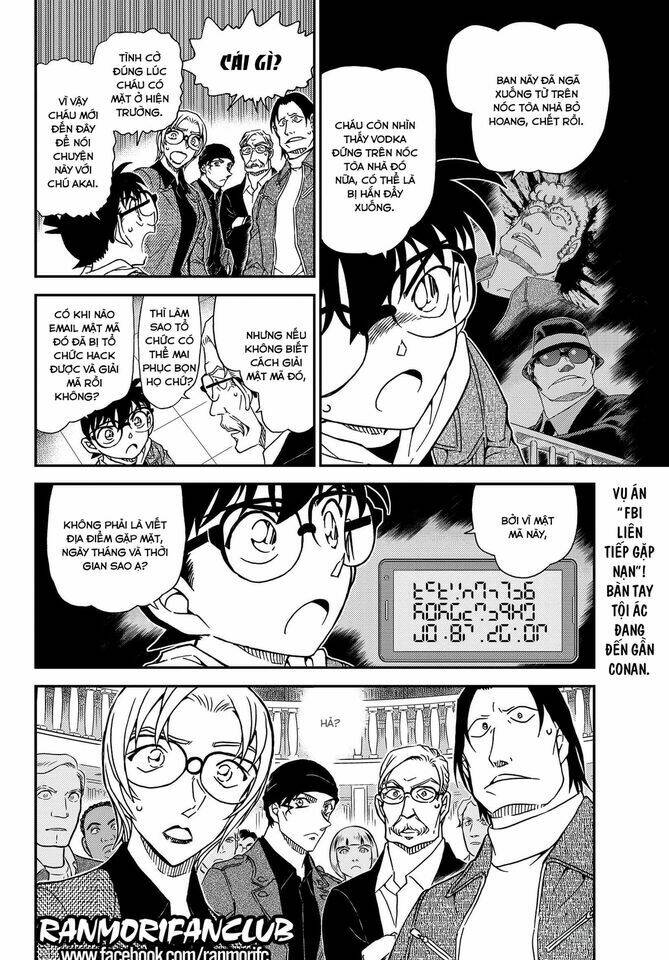 BẠN NÀY ĐÃ NGÃ
XUỐNG TỪ TRÊN
NÓC TÒA NHÀ BỎ
HOANG, CHẾT RỒI.
CHÁU CÒN NHÌN
THẤY VODKA
ĐỨNG TRÊN NÓC
TÒA NHÀ ĐÓ
NỮA, CÓ THỂ LÀ
BỊ HẮN ĐẨY
XUỐNG.
CÁI GÌ?
TÌNH CỜ
ĐÚNG LÚC
CHÁU CÓ
MẶT Ở HIỆN
TRƯỜNG.
VÌ VẬY
CHÁU MỚI
ĐẾN ĐÂY
ĐỂ NÓI
CHUYỆN
NÀY VỚI
CHÚ AKAI.
NHƯNG NẾU
KHÔNG BIẾT
CÁCH GIẢI
MẬT MÃ ĐÓ,
THÌ LÀM
SAO TỔ
CHỨC CÓ
THỂ MAI
PHỤC BỌN
HỌ CHỨ?
CÓ KHI NÀO
EMAIL MẬT MÃ
ĐÓ ĐÃ BỊ TỔ
CHỨC HACK
ĐƯỢC VÀ GIẢI
MÃ RỒI
KHÔNG?
VỤ ÁN
"FBI
LIÊN
TIẾP GẶP
NẠN"!
BÀN TAY
TỘI ÁC
ĐANG
ĐẾN GẦN
CONAN.
BỞI VÌ MẬT
MÃ NÀY,
KHÔNG PHẢI LÀ VIẾT
ĐỊA ĐIỂM GẶP MẶT,
NGÀY THÁNG VÀ THỜI
GIAN SAO Ạ?
HẢ?
RANMORIFANCLUB
www.facebook.com/ranmorifc